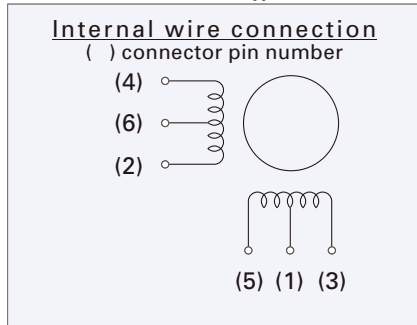 Internal wire connection
( ) connector pin number
(4)
(6)
(2)
(5) (1) (3)